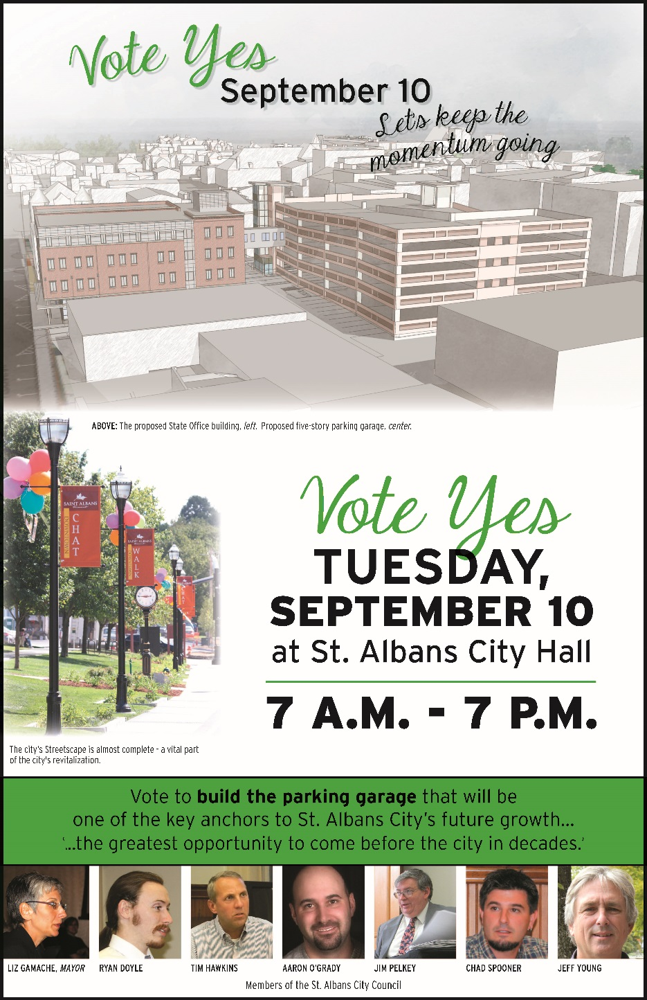 Vote Yes
September 10
Let's keep the
momentum going
ABOVE: The proposed State Office building, left. Proposed five-story parking garage, center.
SAINT ALBANS
DOWNTOWN
CHAT
SAINT ALBANS
WALK
Vote Yes
TUESDAY,
SEPTEMBER 10
at St. Albans City Hall
7 A.M. - 7 P.M.
The city's Streetscape is almost complete - a vital part
of the city's revitalization.
Vote to build the parking garage that will be
one of the key anchors to St. Albans City's future growth...
'...the greatest opportunity to come before the city in decades.'
LIZ GAMACHE, MAYOR
RYAN DOYLE
TIM HAWKINS
AARON O'GRADY
JIM PELKEY
CHAD SPOONER
JEFF YOUNG
Members of the St. Albans City Council